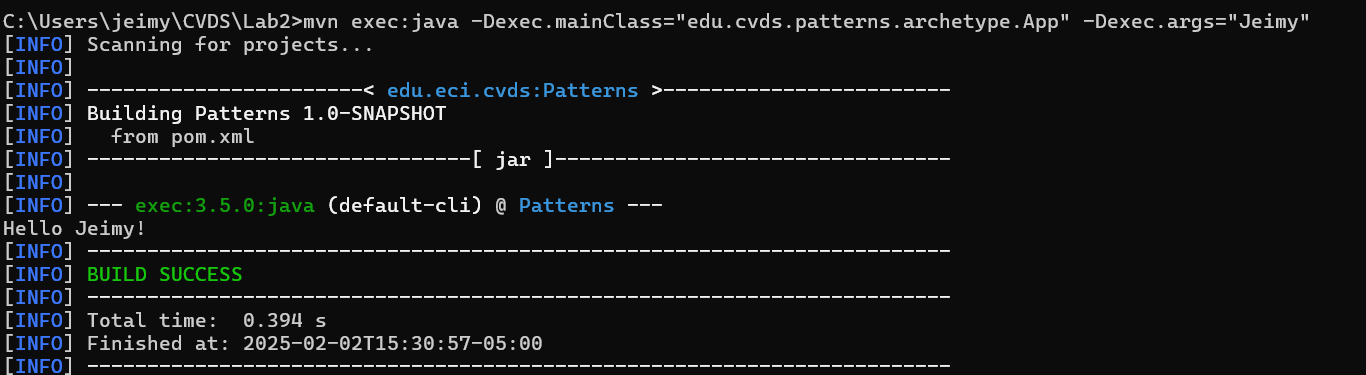 C:\Users\jeimy\CVDS\Lab2>mvn exec:java -Dexec.mainClass="edu.cvds.patterns.archetype.App" -Dexec.args="Jeimy"
[INFO] Scanning for projects...
[INFO]
[INFO] -----------------------< edu.eci.cvds:Patterns >------------------------
[INFO] Building Patterns 1.0-SNAPSHOT
[INFO]   from pom.xml
[INFO] --------------------------------[ jar ]---------------------------------
[INFO]
[INFO] --- exec:3.5.0:java (default-cli) @ Patterns ---
Hello Jeimy!
[INFO] ------------------------------------------------------------------------
[INFO] BUILD SUCCESS
[INFO] ------------------------------------------------------------------------
[INFO] Total time:  0.394 s
[INFO] Finished at: 2025-02-02T15:30:57-05:00
[INFO] ------------------------------------------------------------------------